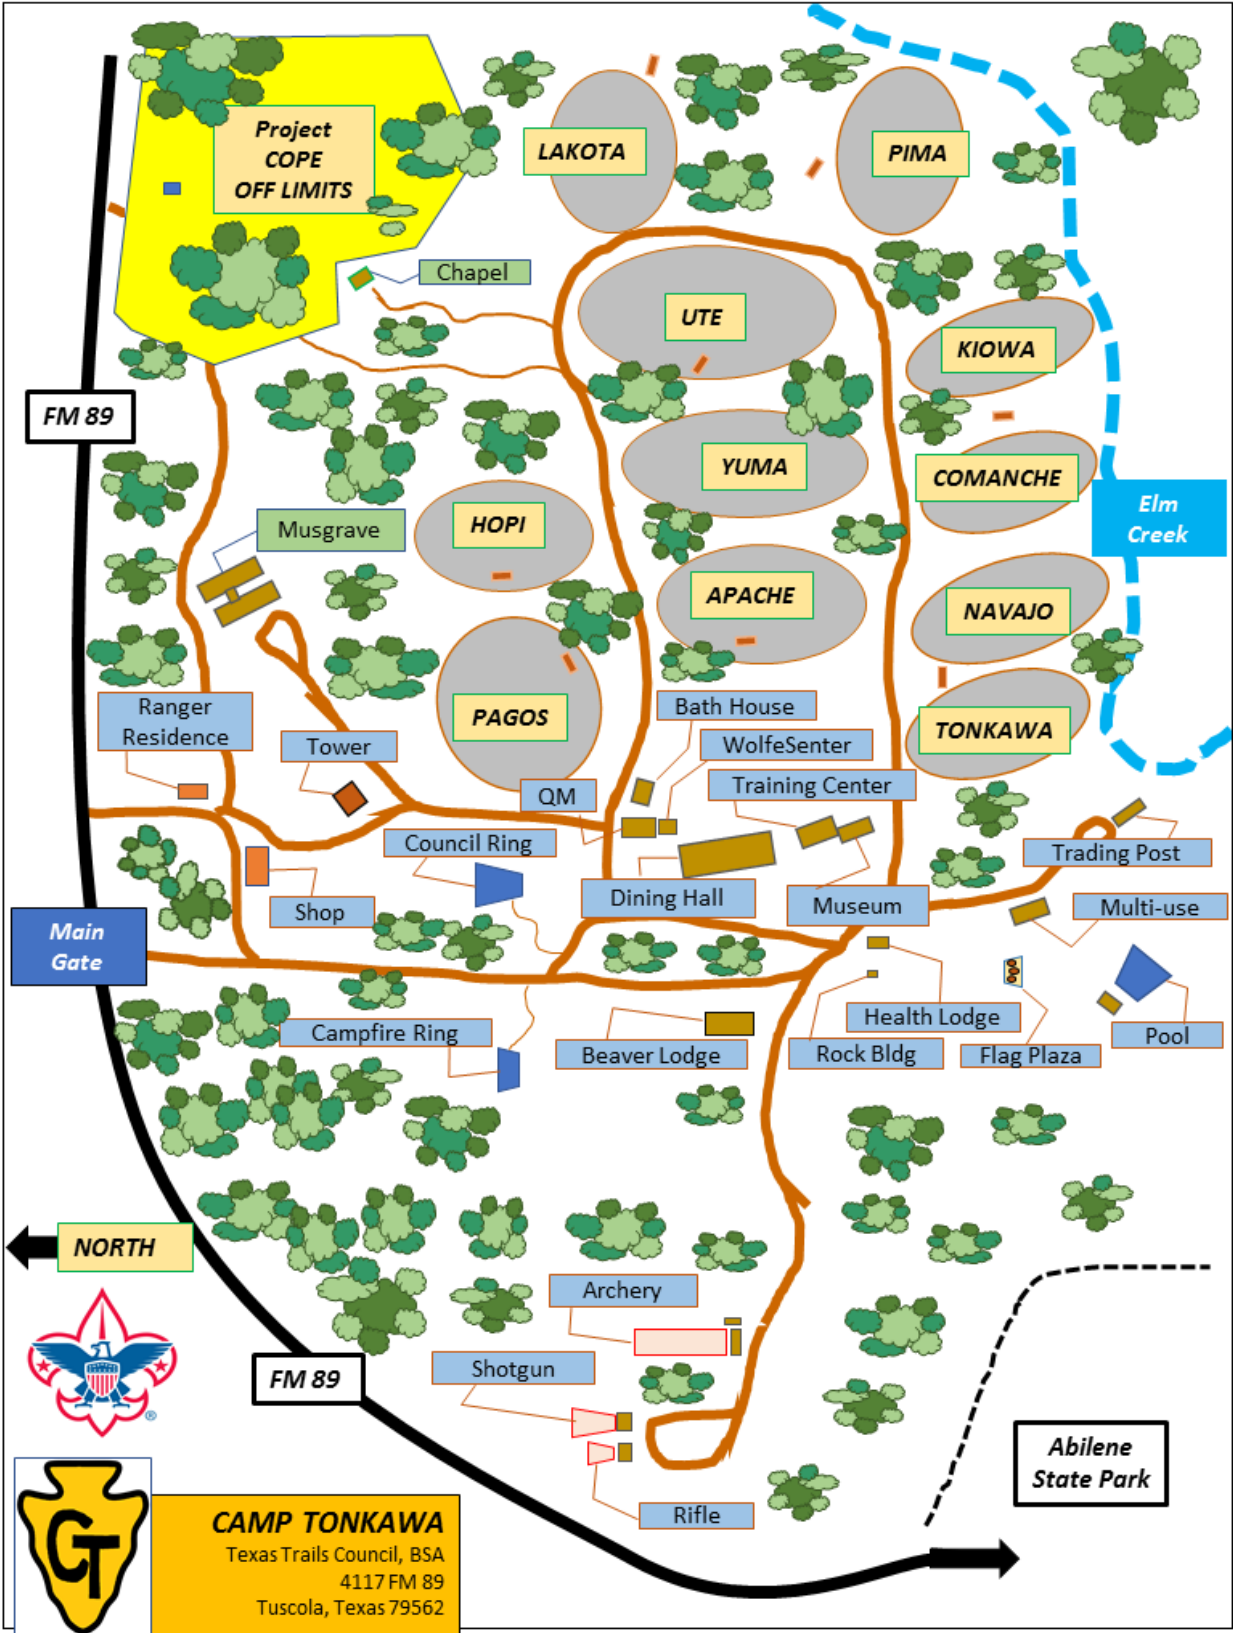 Project
COPE
OFF LIMITS
LAKOTA
PIMA
Chapel
UTE
KIOWA
FM 89
YUMA
COMANCHE
Elm
Creek
HOPI
Musgrave
APACHE
NAVAJO
PAGOS
TONKAWA
Ranger
Residence
Tower
Bath House
WolfeSenter
Training Center
QM
Council Ring
Trading Post
Dining Hall
Museum
Multi-use
Shop
Main
Gate
Campfire Ring
Beaver Lodge
Health Lodge
Rock Bldg
Flag Plaza
Pool
NORTH
Archery
Shotgun
FM 89
Rifle
Abilene
State Park
®
CT
CAMP TONKAWA
Texas Trails Council, BSA
4117 FM 89
Tuscola, Texas 79562